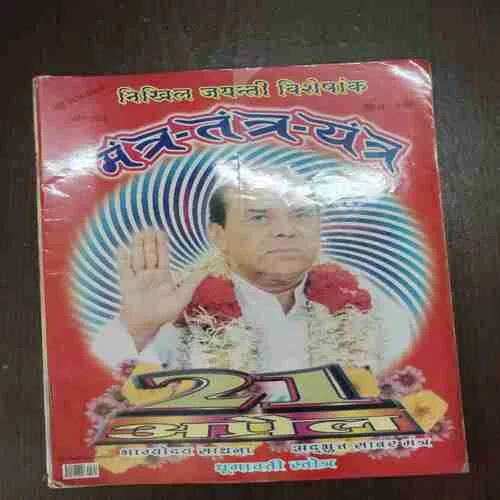 निखिल जयन्ती विशेषांक
मंत्र-तंत्र-यंत्र
21
अप्रैल
भाग्योदय साधना अद्भुत साबर मंत्र
धूमावती स्तोत्र